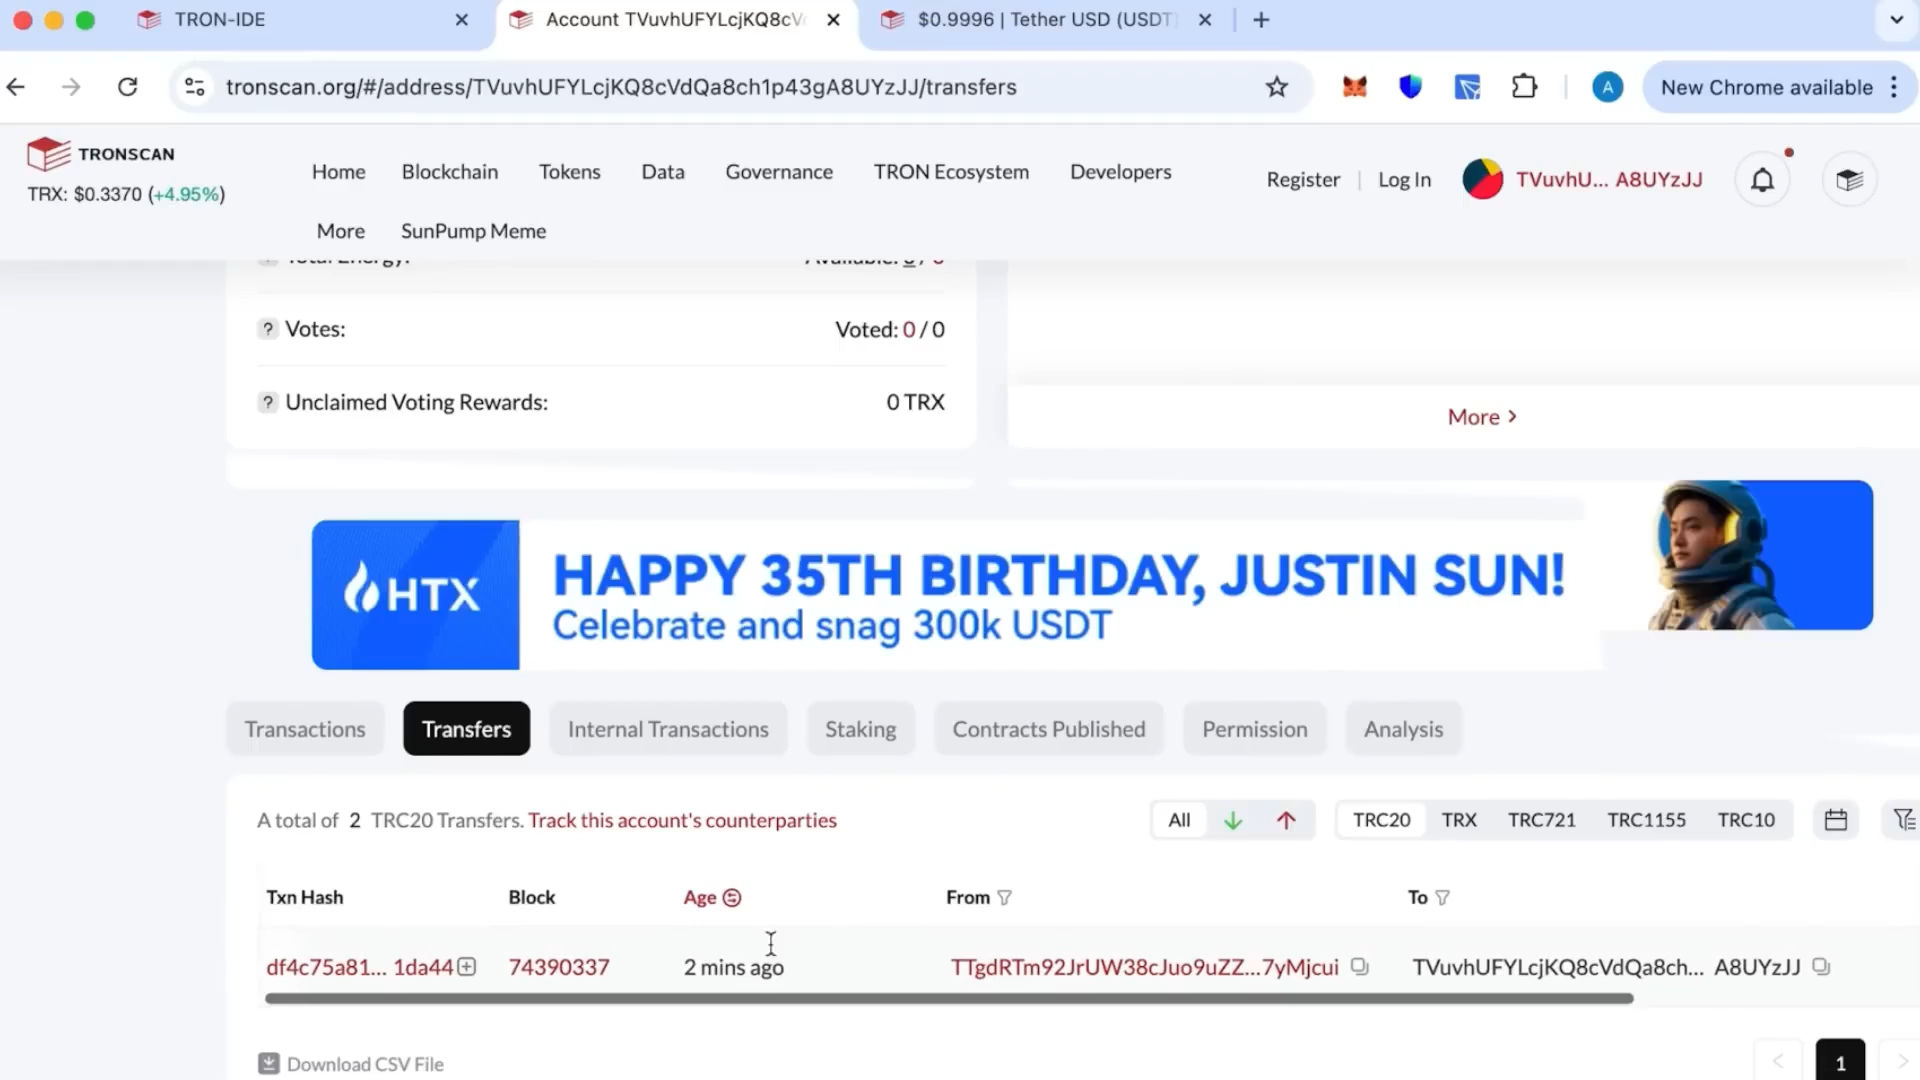 TRON-IDE
Account TVuvhUFYLcjKQ8cV
$0.9996 | Tether USD (USDT)
tronscan.org/#/address/TVuvhUFYLcjKQ8cVdQa8ch1p43gA8UYzJJ/transfers
A
New Chrome available
TRONSCAN
TRX: $0.3370 (+4.95%)
Home
Blockchain
Tokens
Data
Governance
TRON Ecosystem
Developers
More
SunPump Meme
Register
Log In
TVuvhU... A8UYzJJ
Total Energy:
Available:
? Votes:
Voted: 0 / 0
? Unclaimed Voting Rewards:
0 TRX
More >
HTX
HAPPY 35TH BIRTHDAY, JUSTIN SUN!
Celebrate and snag 300k USDT
Transactions
Transfers
Internal Transactions
Staking
Contracts Published
Permission
Analysis
A total of 2 TRC20 Transfers. Track this account's counterparties
All
TRC20
TRX
TRC721
TRC1155
TRC10
Txn Hash
Block
Age
From
To
df4c75a81... 1da44
74390337
2 mins ago
TTgdRTm92JrUW38cJuo9uZZ...7yMjcui
TVuvhUFYLcjKQ8cVdQa8ch... A8UYzJJ
Download CSV File
< 1 >